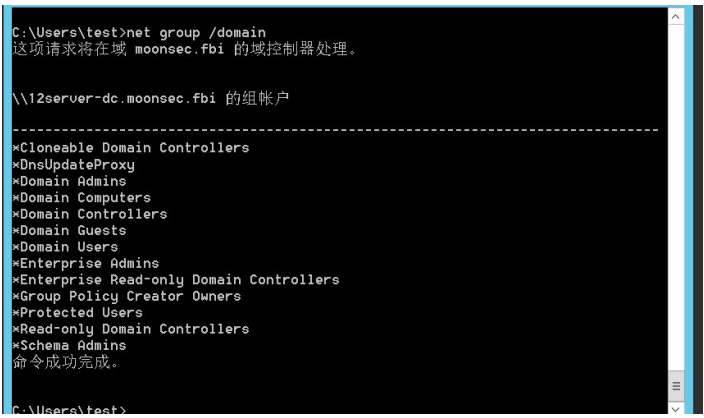 C:\Users\test>net group /domain
这项请求将在域 moonsec.fbi 的域控制器处理。
\\12server-dc.moonsec.fbi 的组帐户
-------------------------------------------------------------------------------
*Cloneable Domain Controllers
*DnsUpdateProxy
*Domain Admins
*Domain Computers
*Domain Controllers
*Domain Guests
*Domain Users
*Enterprise Admins
*Enterprise Read-only Domain Controllers
*Group Policy Creator Owners
*Protected Users
*Read-only Domain Controllers
*Schema Admins
命令成功完成。
C:\Users\test>